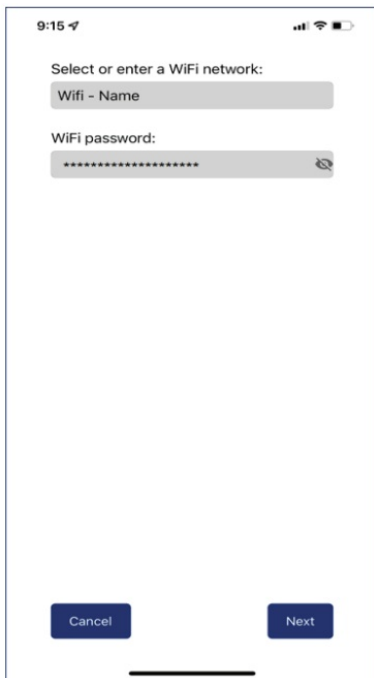 9:15
Select or enter a WiFi network:
Wifi - Name
WiFi password:
********************
Cancel Next